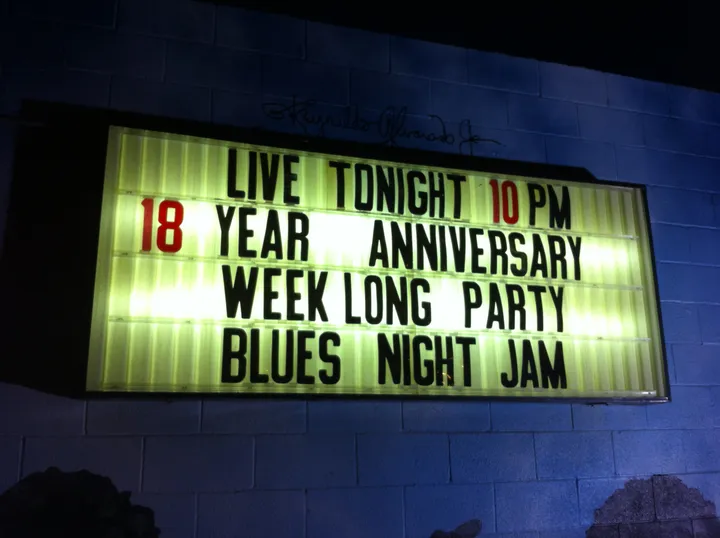 LIVE TONIGHT 10 PM
18 YEAR ANNIVERSARY
WEEK LONG PARTY
BLUES NIGHT JAM